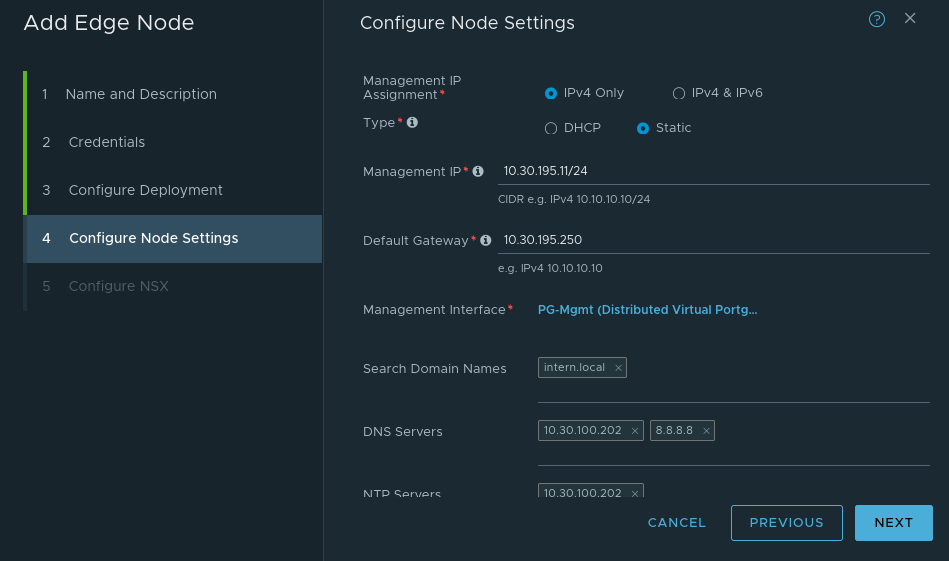 Add Edge Node
1 Name and Description
2 Credentials
3 Configure Deployment
4 Configure Node Settings
5 Configure NSX
Configure Node Settings
Management IP
Assignment*
IPv4 Only
IPv4 & IPv6
Type*
DHCP
Static
Management IP*
10.30.195.11/24
CIDR e.g. IPv4 10.10.10.10/24
Default Gateway*
10.30.195.250
e.g. IPv4 10.10.10.10
Management Interface*
PG-Mgmt (Distributed Virtual Portg...
Search Domain Names
intern.local ×
DNS Servers
10.30.100.202 × 8.8.8.8 ×
NTP Servers
10.30.100.202 ×
CANCEL
PREVIOUS
NEXT